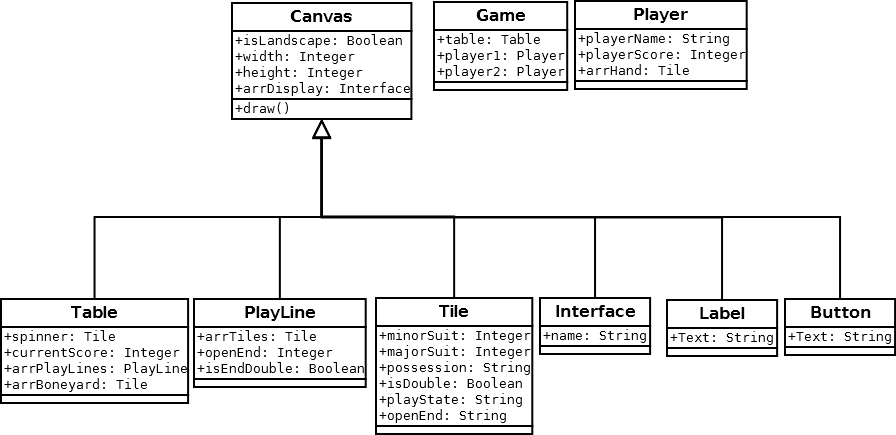 Canvas
+isLandscape: Boolean
+width: Integer
+height: Integer
+arrDisplay: Interface
+draw()
Game
+table: Table
+player1: Player
+player2: Player
Player
+playerName: String
+playerScore: Integer
+arrHand: Tile
Table
+spinner: Tile
+currentScore: Integer
+arrPlayLines: PlayLine
+arrBoneyard: Tile
PlayLine
+arrTiles: Tile
+openEnd: Integer
+isEndDouble: Boolean
Tile
+minorSuit: Integer
+majorSuit: Integer
+possession: String
+isDouble: Boolean
+playState: String
+openEnd: String
Interface
+name: String
Label
+Text: String
Button
+Text: String